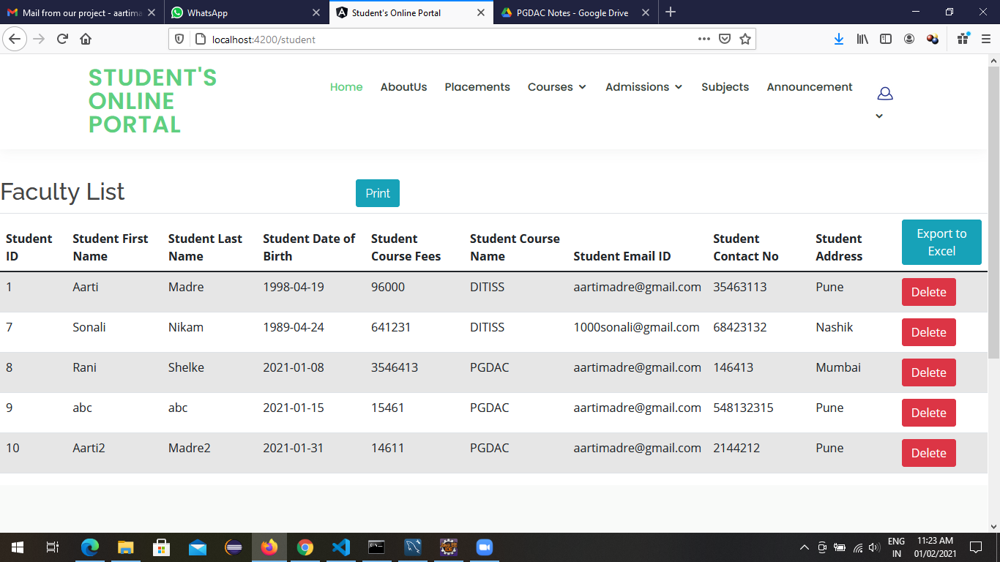 Mail from our project - aartima
WhatsApp
Student's Online Portal
PGDAC Notes - Google Drive
localhost:4200/student
STUDENT'S
ONLINE
PORTAL
Home AboutUs Placements Courses Admissions Subjects Announcement
Faculty List
Print
Student ID Student First Name Student Last Name Student Date of Birth Student Course Fees Student Course Name Student Email ID Student Contact No Student Address Export to Excel
1 Aarti Madre 1998-04-19 96000 DITISS aartimadre@gmail.com 35463113 Pune Delete
7 Sonali Nikam 1989-04-24 641231 DITISS 1000sonali@gmail.com 68423132 Nashik Delete
8 Rani Shelke 2021-01-08 3546413 PGDAC aartimadre@gmail.com 146413 Mumbai Delete
9 abc abc 2021-01-15 15461 PGDAC aartimadre@gmail.com 548132315 Pune Delete
10 Aarti2 Madre2 2021-01-31 14611 PGDAC aartimadre@gmail.com 2144212 Pune Delete
ENG 11:23 AM
IN 01/02/2021